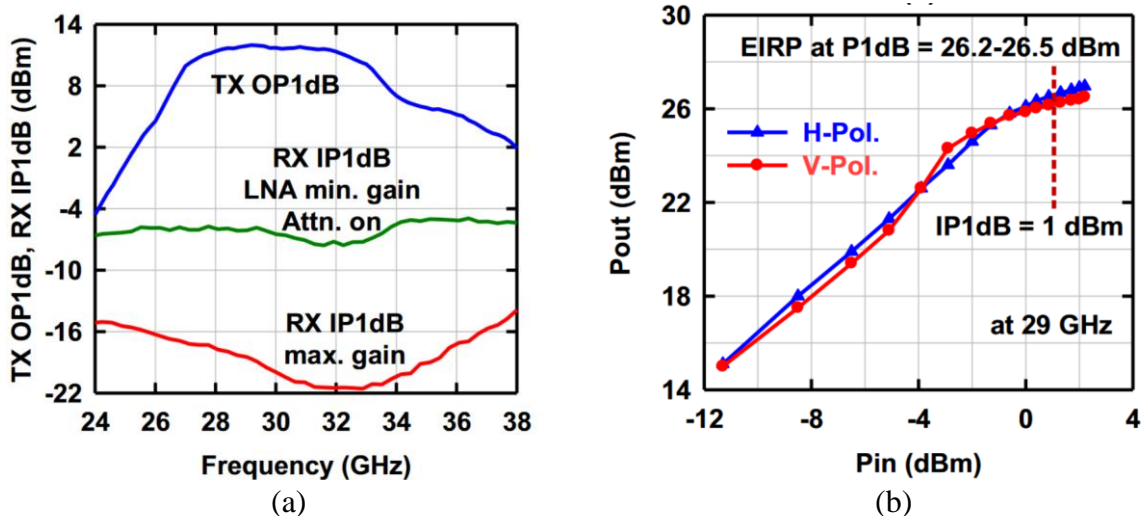 14
8
2
-4
-10
-16
-22
TX OP1dB, RX IP1dB (dBm)
TX OP1dB
RX IP1dB
LNA min. gain
Attn. on
RX IP1dB
max. gain
24 26 28 30 32 34 36 38
Frequency (GHz)
(a)
30
26
22
18
14
Pout (dBm)
EIRP at P1dB = 26.2-26.5 dBm
H-Pol.
V-Pol.
IP1dB = 1 dBm
at 29 GHz
-12 -8 -4 0 4
Pin (dBm)
(b)